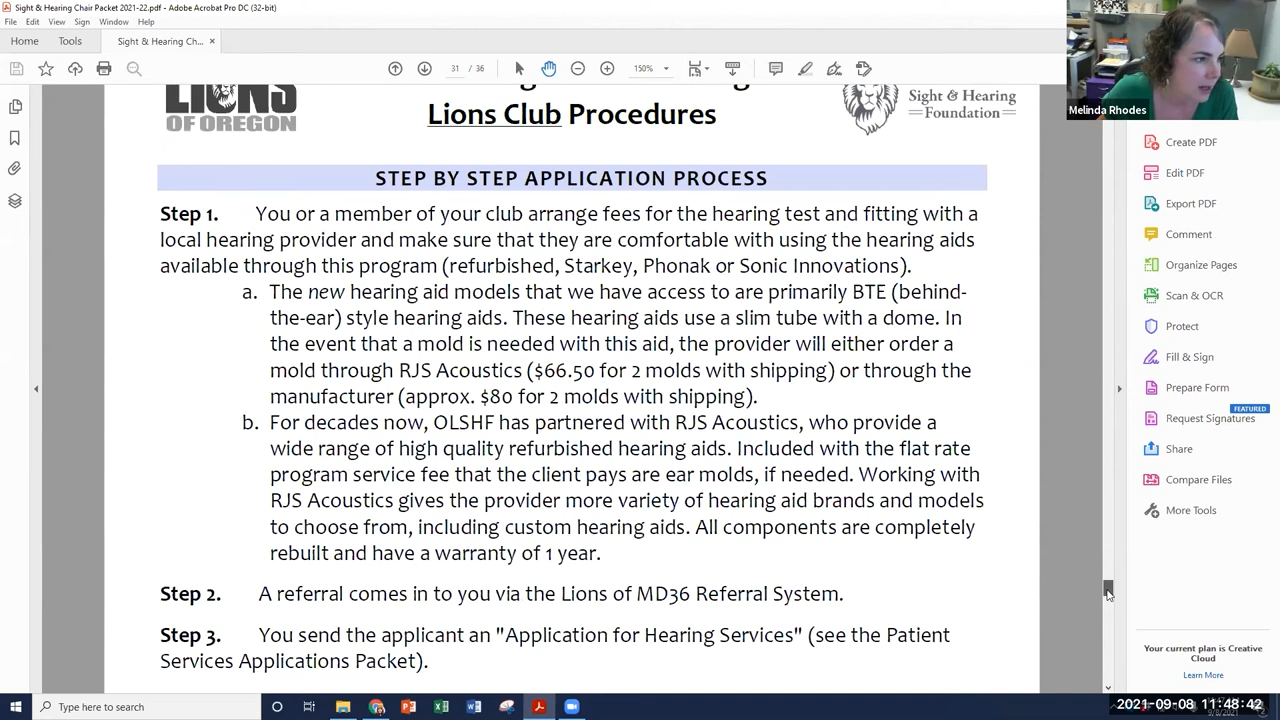 Sight & Hearing Chair Packet 2021-22.pdf - Adobe Acrobat Pro DC (32-bit)
File Edit View Sign Window Help
Home Tools Sight & Hearing Ch... ×
31 / 36 150%
Melinda Rhodes
LIONS
OF OREGON
Lions Club Procedures
Sight & Hearing
Foundation
STEP BY STEP APPLICATION PROCESS
Step 1. You or a member of your club arrange fees for the hearing test and fitting with a
local hearing provider and make sure that they are comfortable with using the hearing aids
available through this program (refurbished, Starkey, Phonak or Sonic Innovations).
a. The new hearing aid models that we have access to are primarily BTE (behind-
the-ear) style hearing aids. These hearing aids use a slim tube with a dome. In
the event that a mold is needed with this aid, the provider will either order a
mold through RJS Acoustics ($66.50 for 2 molds with shipping) or through the
manufacturer (approx. $80 for 2 molds with shipping).
b. For decades now, OLSHF has partnered with RJS Acoustics, who provide a
wide range of high quality refurbished hearing aids. Included with the flat rate
program service fee that the client pays are ear molds, if needed. Working with
RJS Acoustics gives the provider more variety of hearing aid brands and models
to choose from, including custom hearing aids. All components are completely
rebuilt and have a warranty of 1 year.
Step 2. A referral comes in to you via the Lions of MD36 Referral System.
Step 3. You send the applicant an "Application for Hearing Services" (see the Patient
Services Applications Packet).
Create PDF
Edit PDF
Export PDF
Comment
Organize Pages
Scan & OCR
Protect
Fill & Sign
Prepare Form
FEATURED
Request Signatures
Share
Compare Files
More Tools
Your current plan is Creative
Cloud
Learn More
Type here to search
2021-09-08 11:48:42